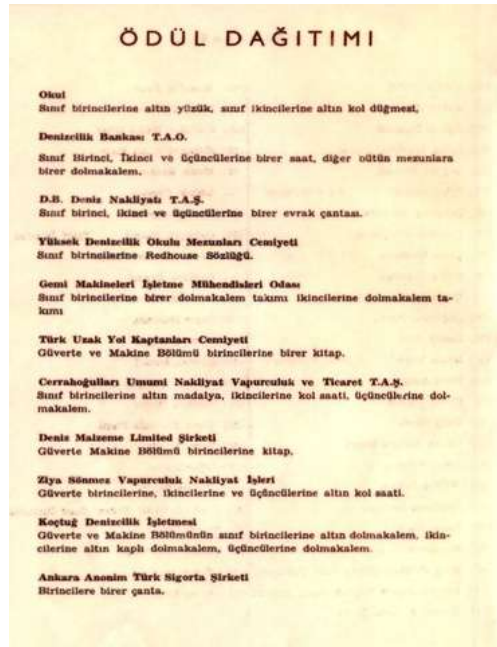 ÖDÜL DAĞITIMI
Okul
Sınıf birincilerine altın yüzük, sınıf ikincilerine altın kol düğmesi,
Denizcilik Bankası T.A.O.
Sınıf Birinci, İkinci ve üçüncülerine birer saat, diğer bütün mezunlara
birer dolmakalem.
D.B. Deniz Nakliyatı T.A.Ş.
Sınıf birinci, ikinci ve üçüncülerine birer evrak çantası.
Yüksek Denizcilik Okulu Mezunları Cemiyeti
Sınıf birincilerine Redhouse Sözlüğü.
Gemi Makineleri İşletme Mühendisleri Odası
Sınıf birincilerine birer dolmakalem takımı ikincilerine dolmakalem ta-
kımı
Türk Uzak Yol Kaptanları Cemiyeti
Güverte ve Makine Bölümü birincilerine birer kitap.
Cerrahoğulları Umumi Nakliyat Vapurculuk ve Ticaret T.A.Ş.
Sınıf birincilerine altın madalya, ikincilerine kol saati, üçüncülerine dol-
makalem.
Deniz Malzeme Limited Şirketi
Güverte Makine Bölümü birincilerine kitap,
Ziya Sönmez Vapurculuk Nakliyat İşleri
Güverte birincilerine, ikincilerine ve üçüncülerine altın kol saati.
Koçtuğ Denizcilik İşletmesi
Güverte ve Makine Bölümünün sınıf birincilerine altın dolmakalem, ikin-
cilerine altın kaplı dolmakalem, üçüncülerine dolmakalem.
Ankara Anonim Türk Sigorta Şirketi
Birincilere birer çanta.